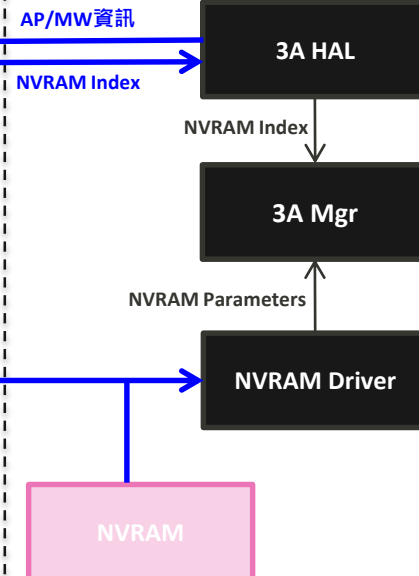 AP/MW資訊
3A HAL
NVRAM Index
NVRAM Index
3A Mgr
NVRAM Parameters
NVRAM Driver
NVRAM